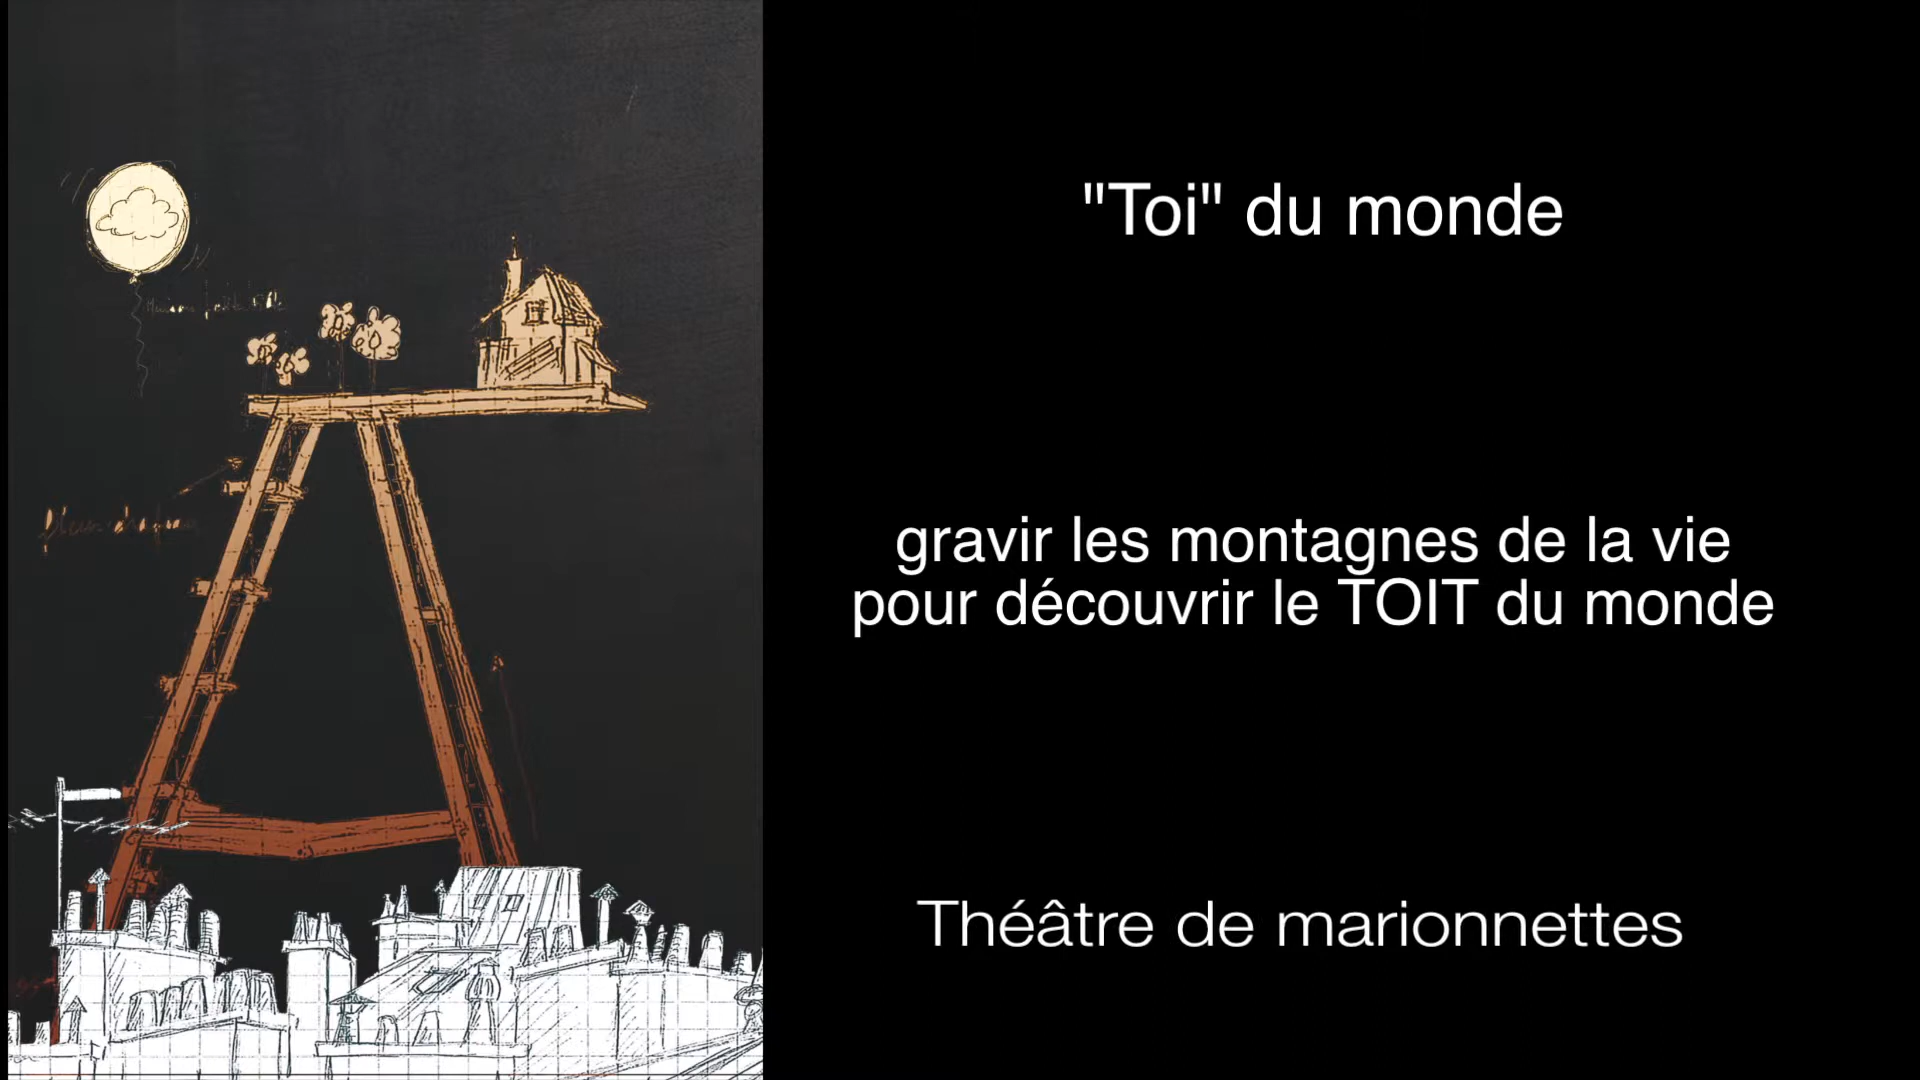 "Toi" du monde
gravir les montagnes de la vie
pour découvrir le TOIT du monde
Théâtre de marionnettes